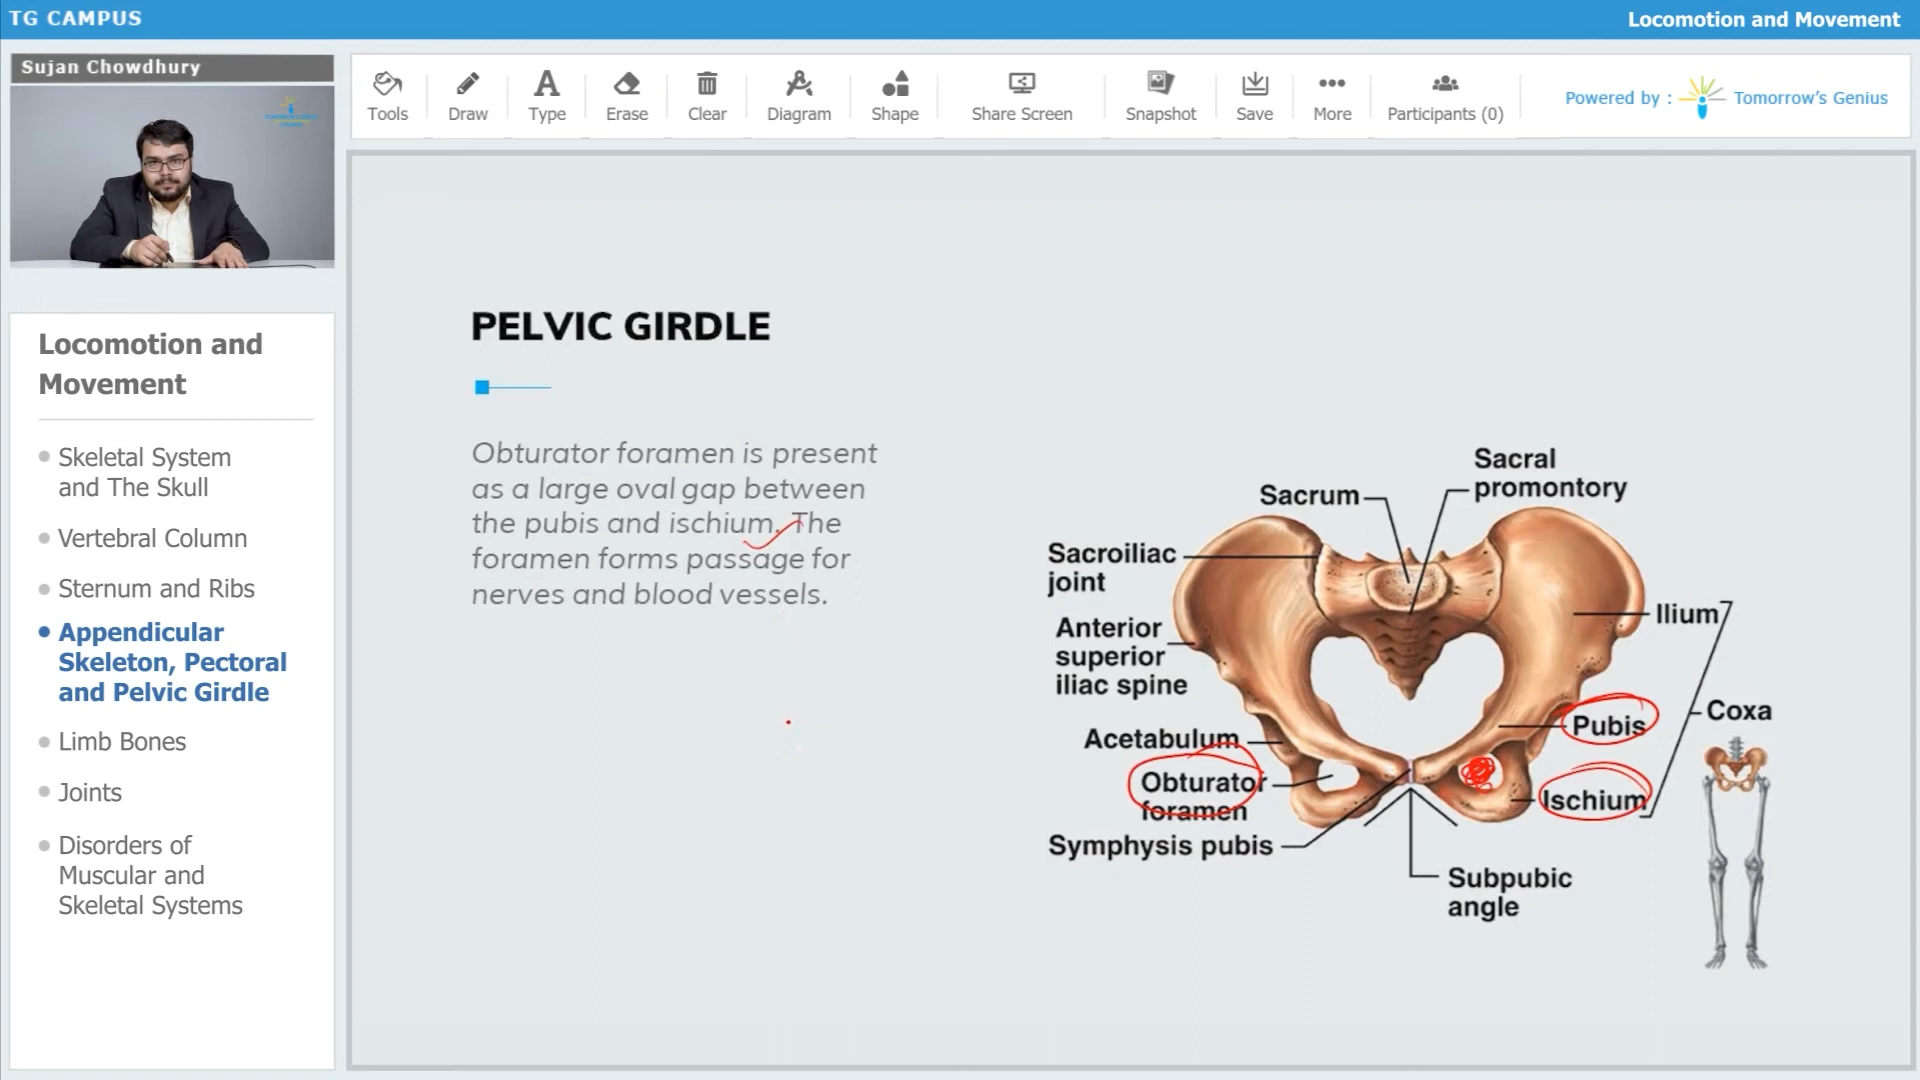 TG CAMPUS
Locomotion and Movement
Sujan Chowdhury
Tools
Draw
Type
Erase
Clear
Diagram
Shape
Share Screen
Snapshot
Save
More
Participants (0)
Powered by :
Tomorrow's Genius
Locomotion and
Movement
Skeletal System
and The Skull
Vertebral Column
Sternum and Ribs
Appendicular
Skeleton, Pectoral
and Pelvic Girdle
Limb Bones
Joints
Disorders of
Muscular and
Skeletal Systems
PELVIC GIRDLE
Obturator foramen is present
as a large oval gap between
the pubis and ischium. The
foramen forms passage for
nerves and blood vessels.
Sacrum
Sacral
promontory
Sacroiliac
joint
Anterior
superior
iliac spine
Acetabulum
Obturator
foramen
Symphysis pubis
Subpubic
angle
Ilium
Pubis
Ischium
Coxa